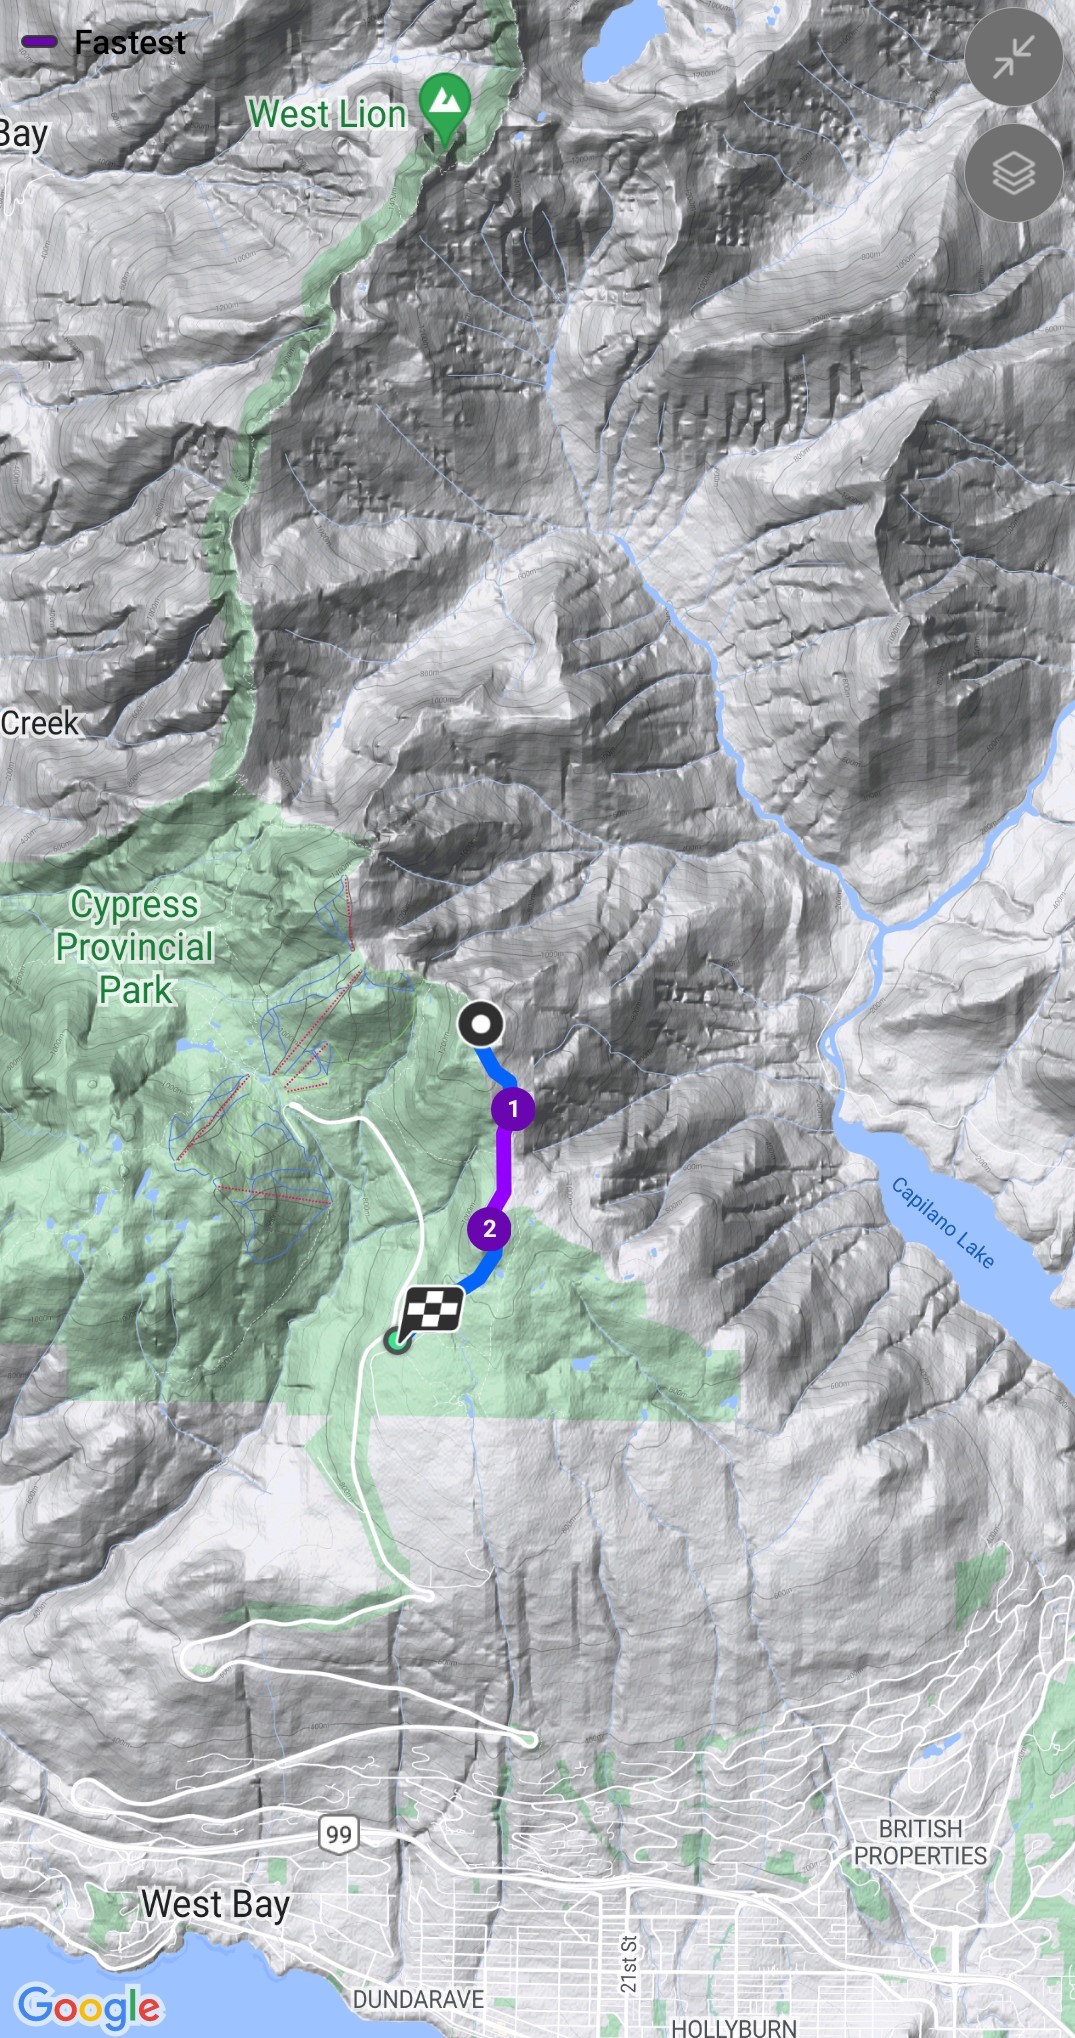 Fastest
West Lion
Bay
Creek
Cypress
Provincial
Park
1
2
Capilano Lake
99
BRITISH
PROPERTIES
West Bay
21st St
Google
DUNDARAVE
HOLLYBURN